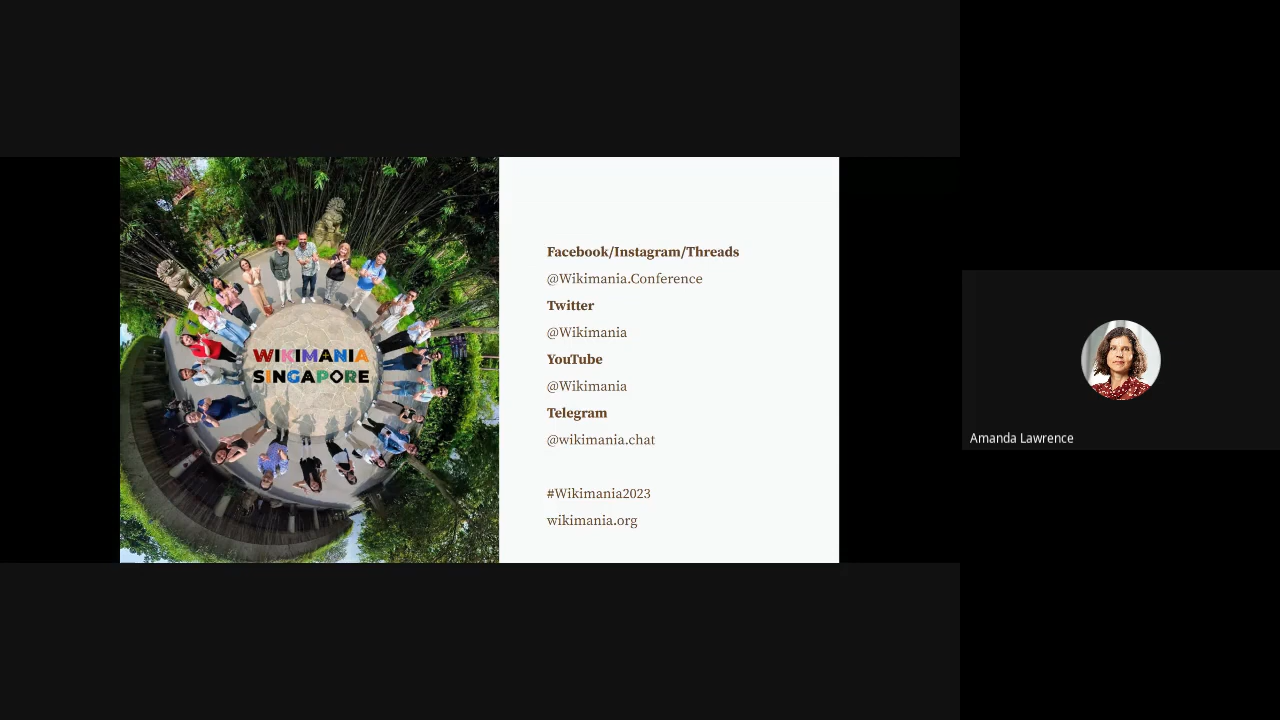 WIKIMANIA
SINGAPORE
Facebook/Instagram/Threads
@Wikimania.Conference
Twitter
@Wikimania
YouTube
@Wikimania
Telegram
@wikimania.chat
#Wikimania2023
wikimania.org
Amanda Lawrence